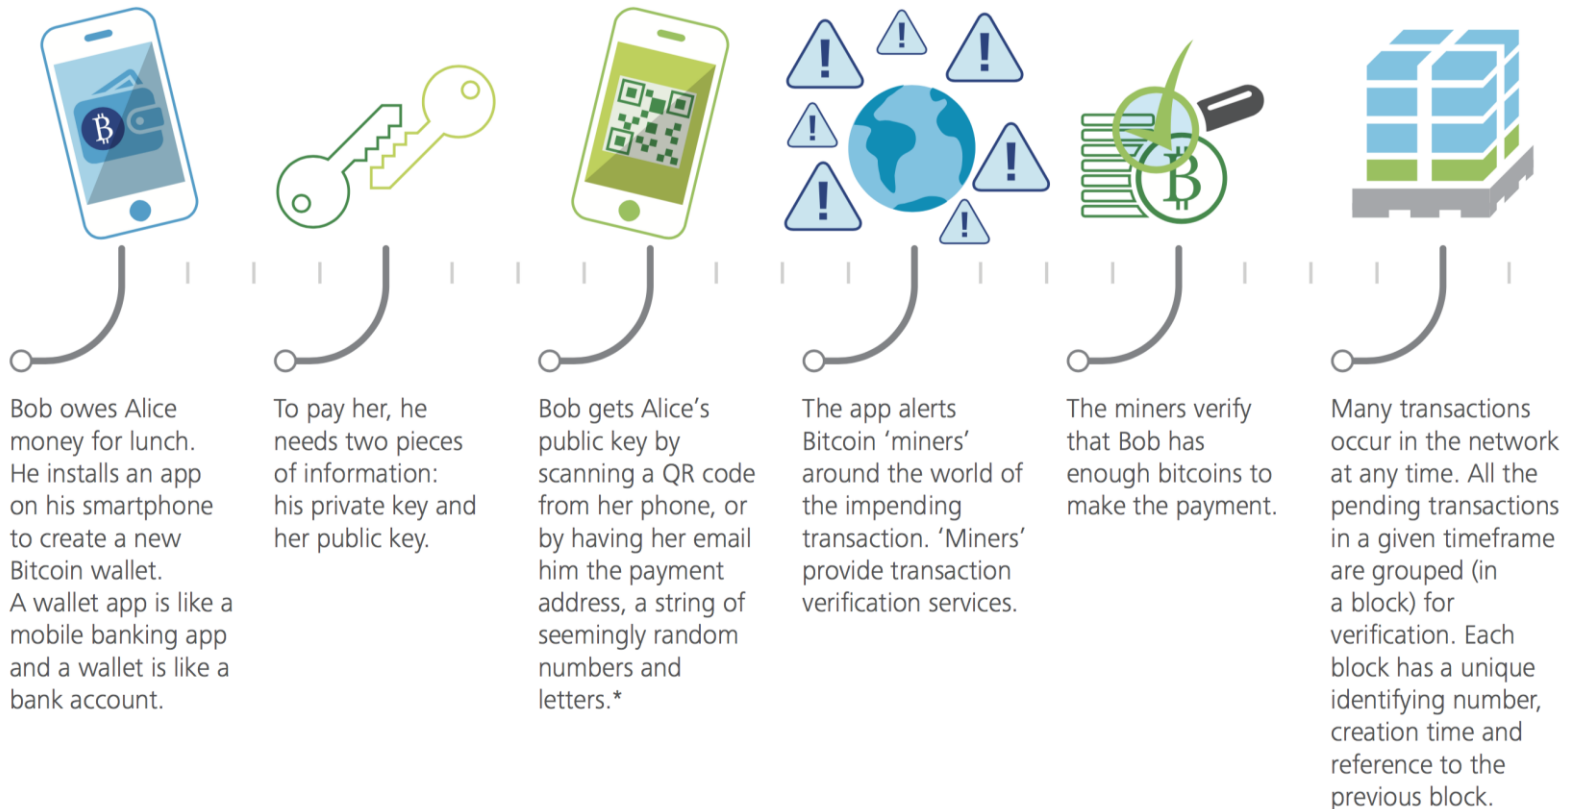 Bob owes Alice
money for lunch.
He installs an app
on his smartphone
to create a new
Bitcoin wallet.
A wallet app is like a
mobile banking app
and a wallet is like a
bank account.
To pay her, he
needs two pieces
of information:
his private key and
her public key.
Bob gets Alice’s
public key by
scanning a QR code
from her phone, or
by having her email
him the payment
address, a string of
seemingly random
numbers and
letters.*
The app alerts
Bitcoin ‘miners’
around the world of
the impending
transaction. ‘Miners’
provide transaction
verification services.
The miners verify
that Bob has
enough bitcoins to
make the payment.
Many transactions
occur in the network
at any time. All the
pending transactions
in a given timeframe
are grouped (in
a block) for
verification. Each
block has a unique
identifying number,
creation time and
reference to the
previous block.